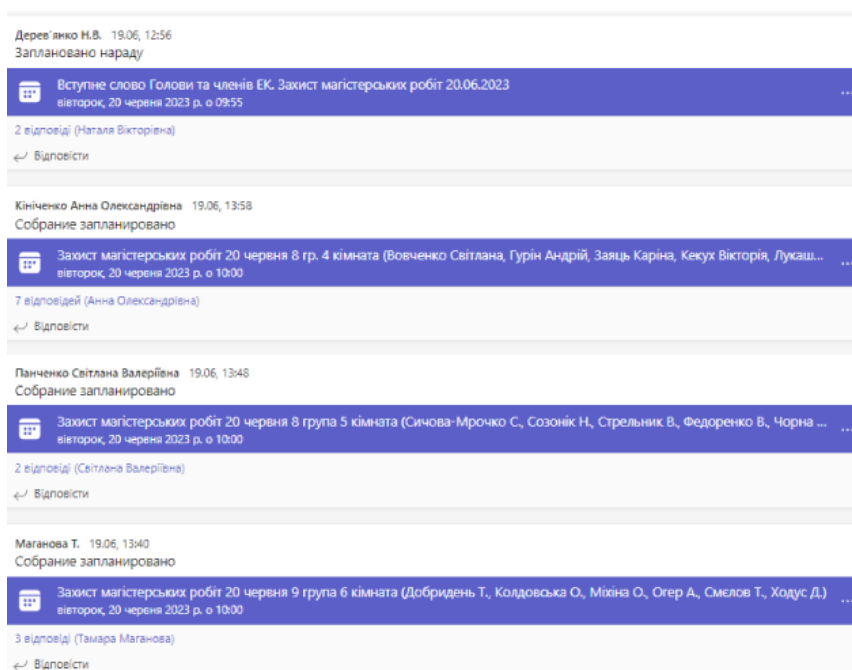 Дерев'янко Н.В. 19.06, 12:56
Заплановано нараду
Вступне слово Голови та членів ЕК. Захист магістерських робіт 20.06.2023
вівторок, 20 червня 2023 р. о 09:55
2 відповіді (Наталя Вікторівна)
Відповісти
Кініченко Анна Олександрівна 19.06, 13:58
Собрание запланировано
Захист магістерських робіт 20 червня 8 гр. 4 кімната (Вовченко Світлана, Гурін Андрій, Заяць Каріна, Кекух Вікторія, Лукаш...
вівторок, 20 червня 2023 р. о 10:00
7 відповідей (Анна Олександрівна)
Відповісти
Панченко Світлана Валеріївна 19.06, 13:48
Собрание запланировано
Захист магістерських робіт 20 червня 8 група 5 кімната (Сичова-Мрочко С., Созонік Н., Стрельник В., Федоренко В., Чорна ...
вівторок, 20 червня 2023 р. о 10:00
2 відповіді (Світлана Валеріївна)
Відповісти
Маганова Т. 19.06, 13:40
Собрание запланировано
Захист магістерських робіт 20 червня 9 група 6 кімната (Добридень Т., Колдовська О., Міхіна О., Огер А., Смєлов Т., Ходус Д.)
вівторок, 20 червня 2023 р. о 10:00
3 відповіді (Тамара Маганова)
Відповісти